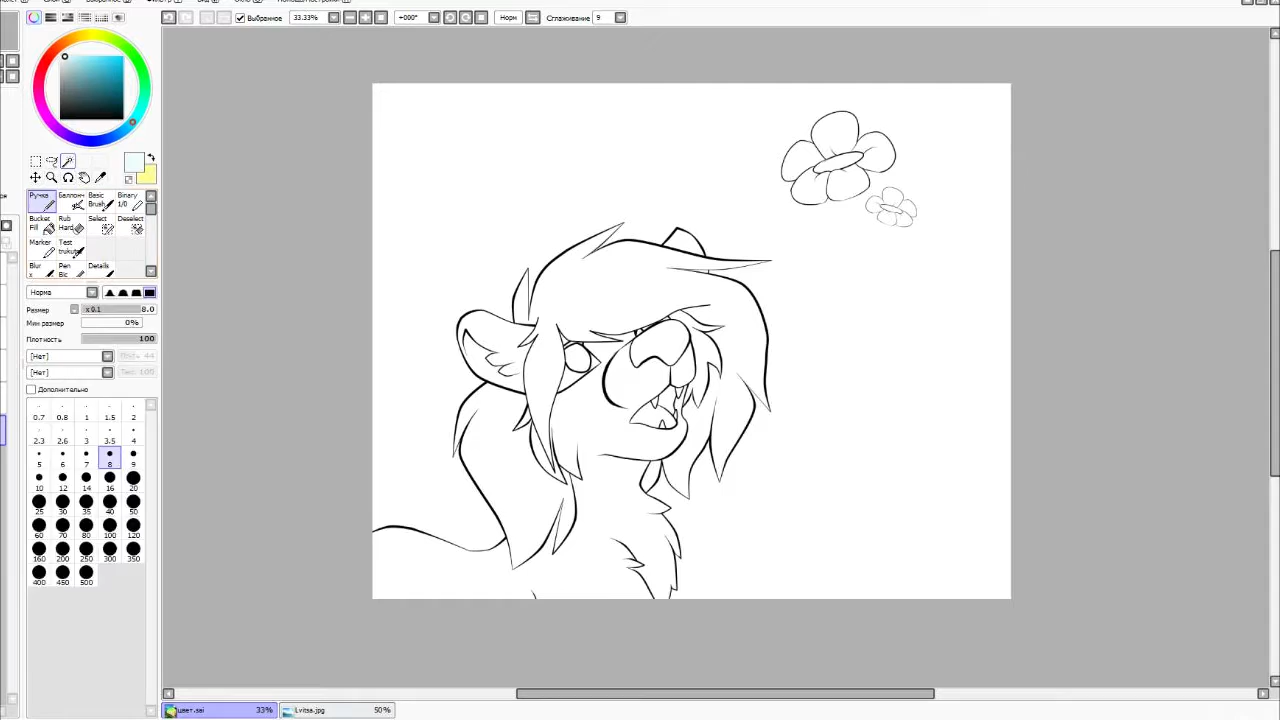 Выбранное 33.33% +000° Норм Сглаживание 9
Ручка Баллонч Basic Brush Binary 1/0
Bucket Fill Rub Hard Select Deselect
Marker Test trukut
Blur x Pen Bic Details
Норма
Размер x 0.1 8.0
Мин размер 0%
Плотность 100
[Нет]
[Нет]
Дополнительно
0.7 0.8 1 1.5 2
2.3 2.6 3 3.5 4
5 6 7 8 9
10 12 14 16 20
25 30 35 40 50
60 70 80 100 120
160 200 250 300 350
400 450 500
цвет.sai 33% Lvitsa.jpg 50%